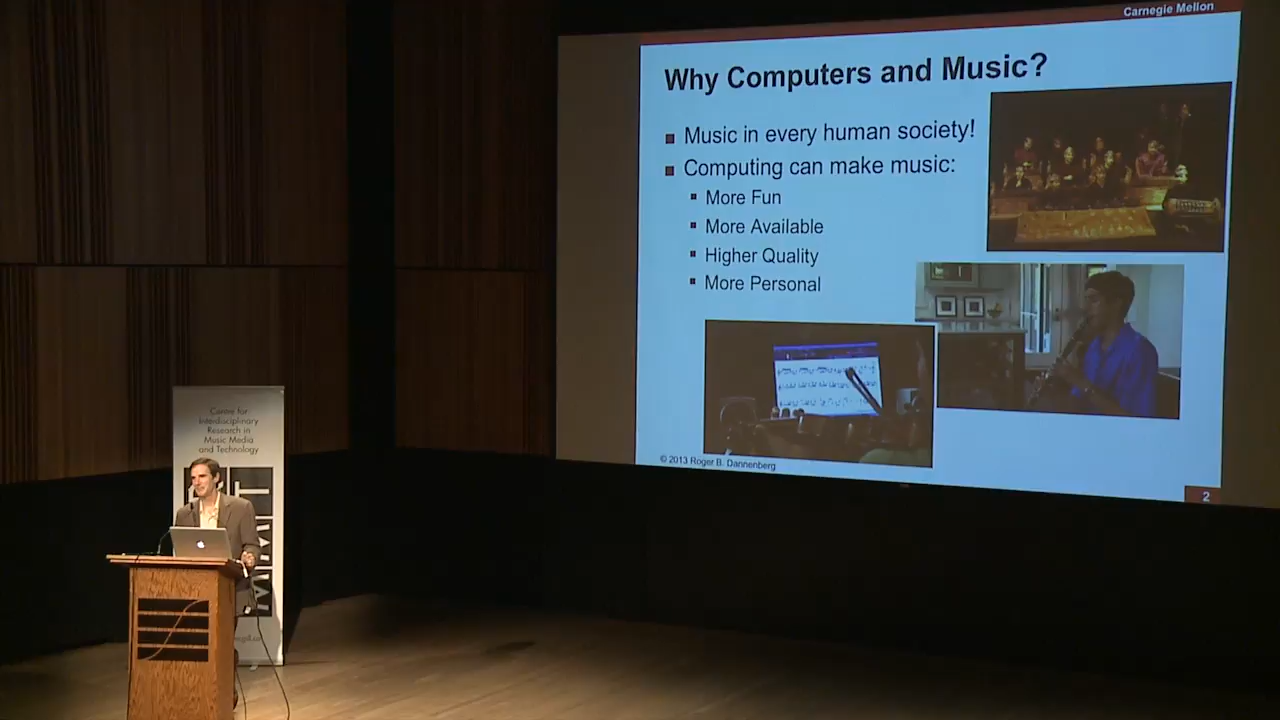 Carnegie Mellon
Why Computers and Music?
Music in every human society!
Computing can make music:
More Fun
More Available
Higher Quality
More Personal
© 2013 Roger B. Dannenberg
2
Centre for
Interdisciplinary
Research in
Music Media
and Technology